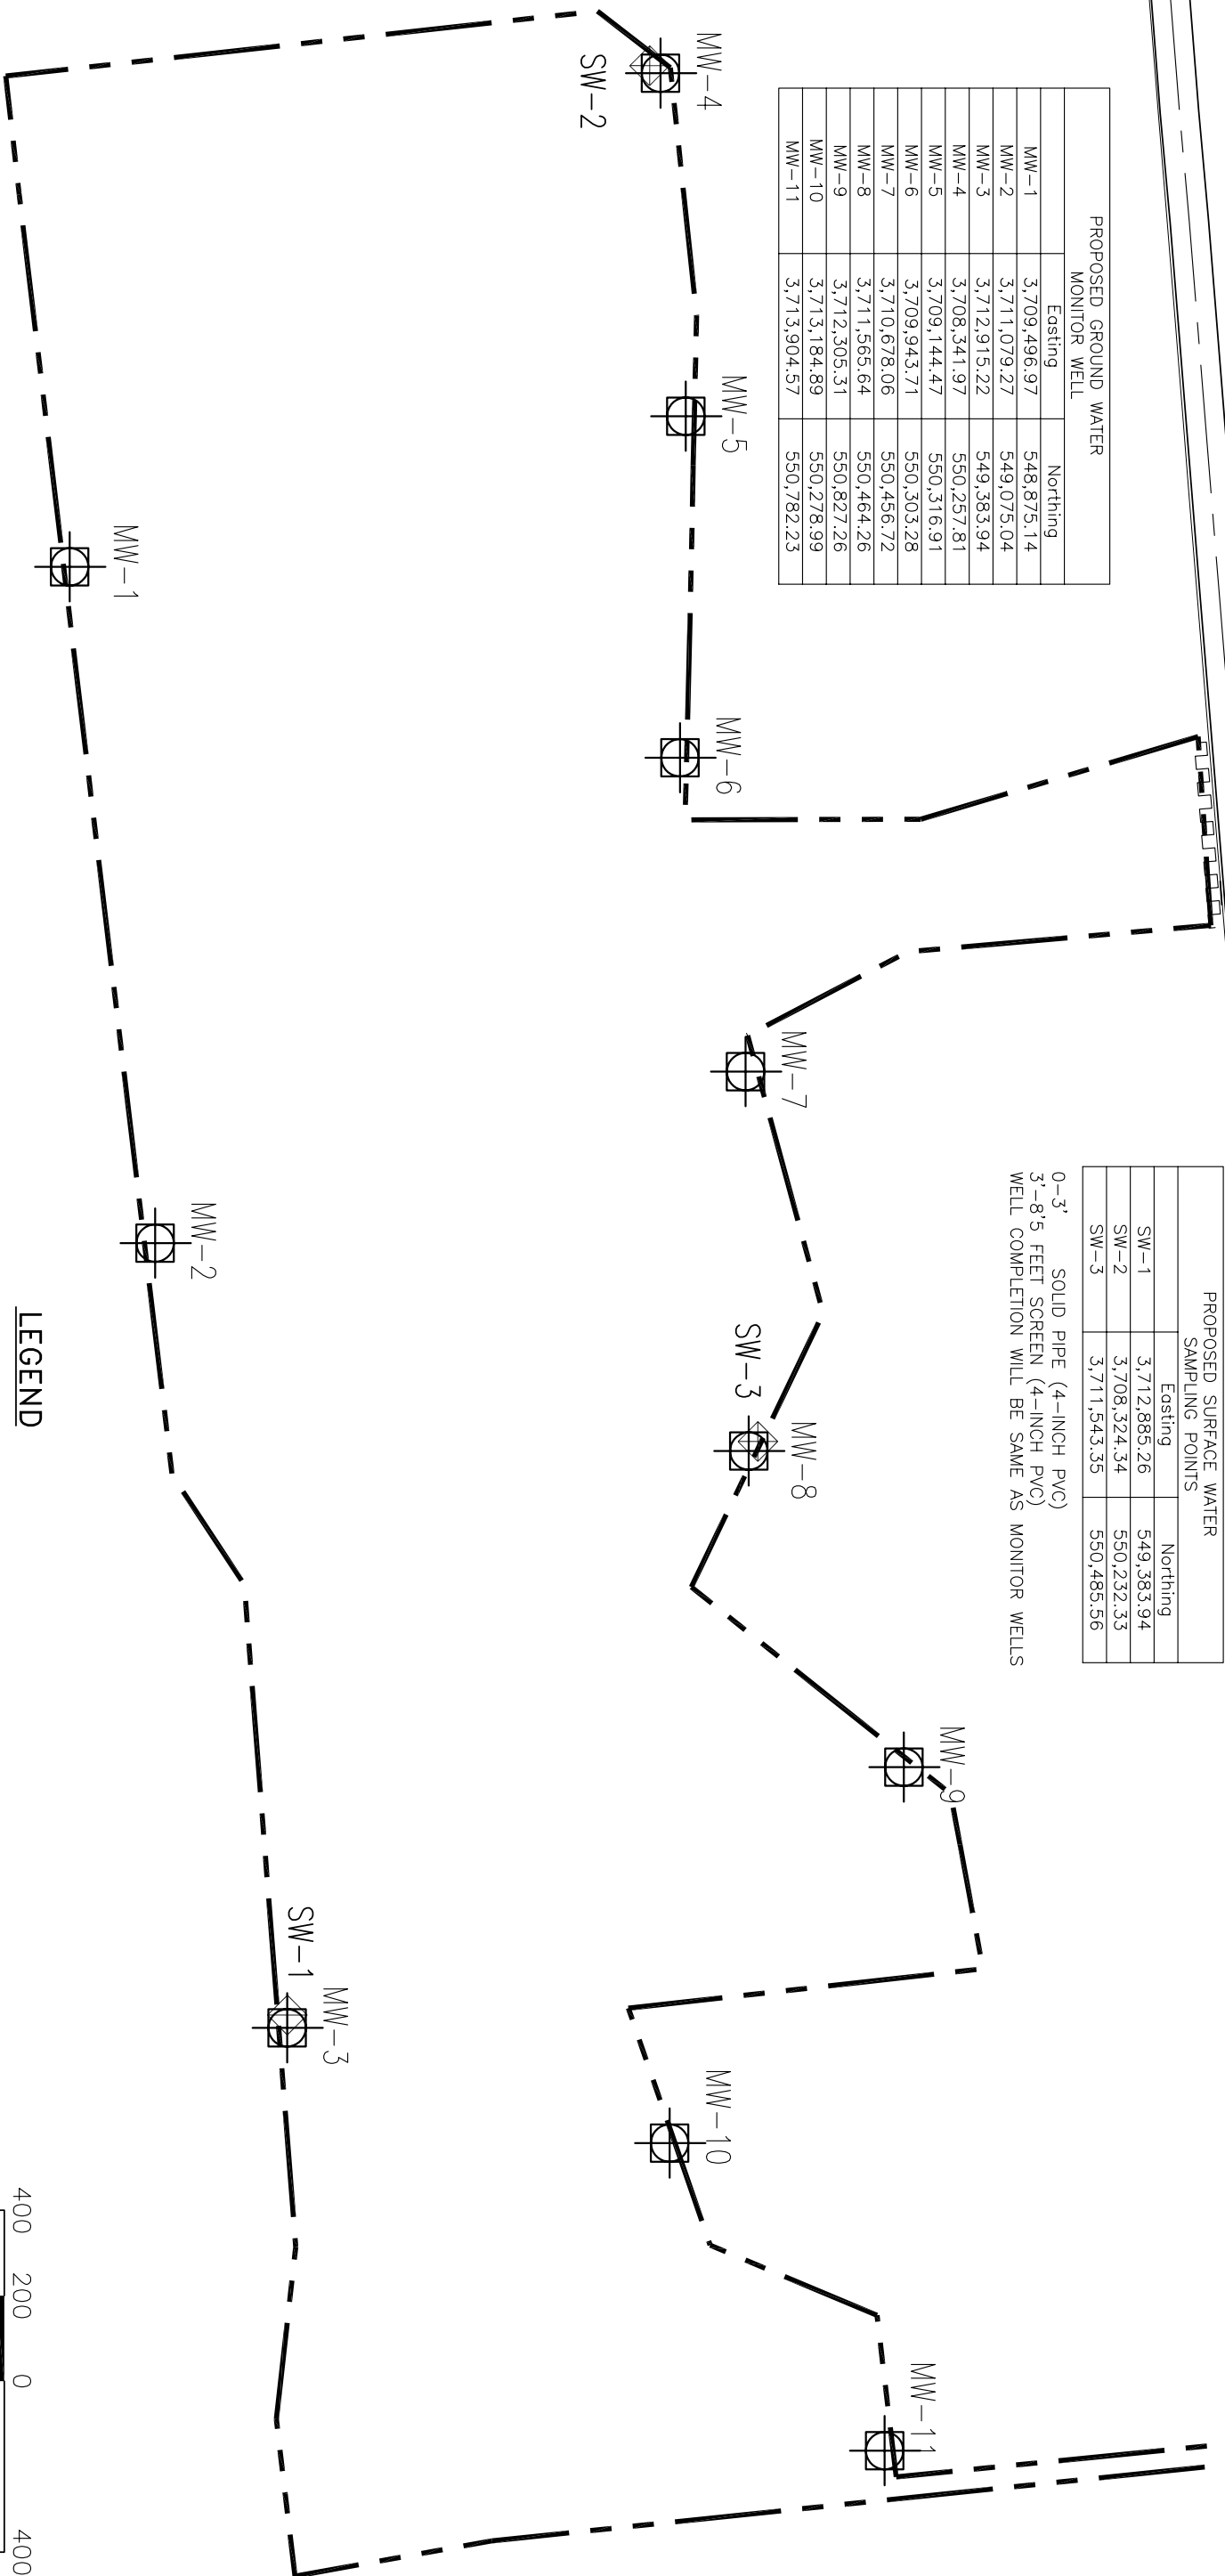 PROPOSED GROUND WATER
MONITOR WELL
Easting Northing
MW-1 3,709,496.97 548,875.14
MW-2 3,711,079.27 549,075.04
MW-3 3,712,915.22 549,383.94
MW-4 3,708,341.97 550,257.81
MW-5 3,709,144.47 550,316.91
MW-6 3,709,943.71 550,303.28
MW-7 3,710,678.06 550,456.72
MW-8 3,711,565.64 550,464.26
MW-9 3,712,305.31 550,827.26
MW-10 3,713,184.89 550,278.99
MW-11 3,713,904.57 550,782.23
PROPOSED SURFACE WATER
SAMPLING POINTS
Easting Northing
SW-1 3,712,885.26 549,383.94
SW-2 3,708,324.34 550,232.33
SW-3 3,711,543.35 550,485.56
0-3' SOLID PIPE (4-INCH PVC)
3'-8'5 FEET SCREEN (4-INCH PVC)
WELL COMPLETION WILL BE SAME AS MONITOR WELLS
MW-4
SW-2
MW-5
MW-6
MW-7
MW-8
SW-3
MW-9
MW-10
MW-11
MW-1
MW-2
SW-1
MW-3
LEGEND
400 200 0 400